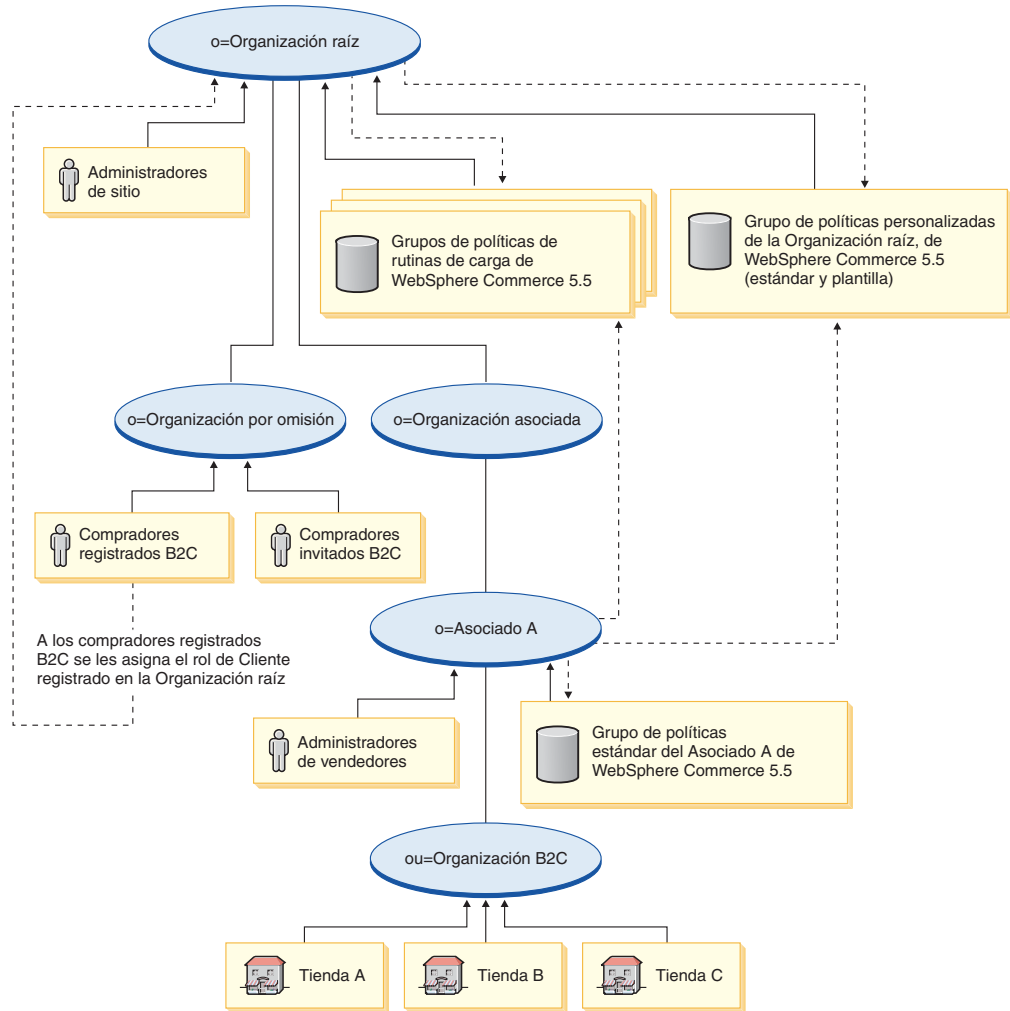 o=Organización raíz
Administradores
de sitio
Grupos de políticas de
rutinas de carga de
WebSphere Commerce 5.5
Grupo de políticas personalizadas
de la Organización raíz, de
WebSphere Commerce 5.5
(estándar y plantilla)
o=Organización por omisión
o=Organización asociada
Compradores
registrados B2C
Compradores
invitados B2C
A los compradores registrados
B2C se les asigna el rol de Cliente
registrado en la Organización raíz
o=Asociado A
Administradores
de vendedores
Grupo de políticas
estándar del Asociado A de
WebSphere Commerce 5.5
ou=Organización B2C
Tienda A
Tienda B
Tienda C